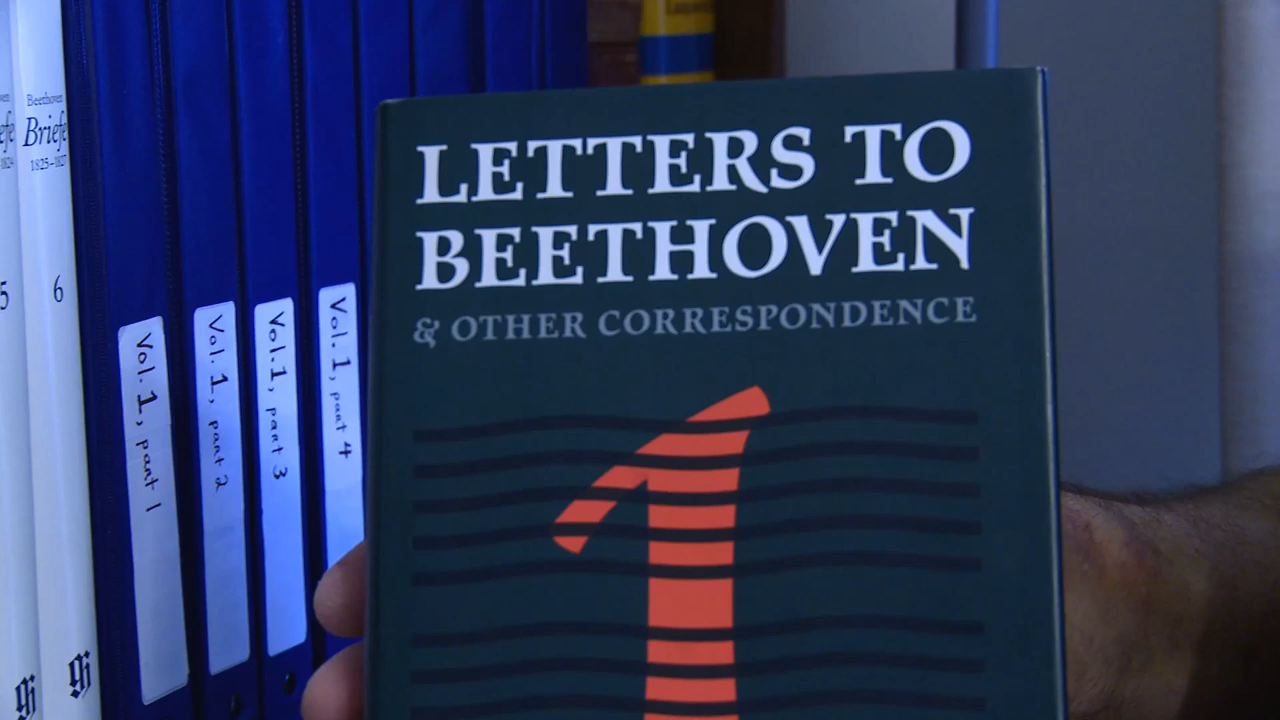 LETTERS TO
BEETHOVEN
& OTHER CORRESPONDENCE
1
Beethoven
Briefe
1825–1827
6
5
Vol. 1, part 1
Vol. 1, part 2
Vol. 1, part 3
Vol. 1, part 4